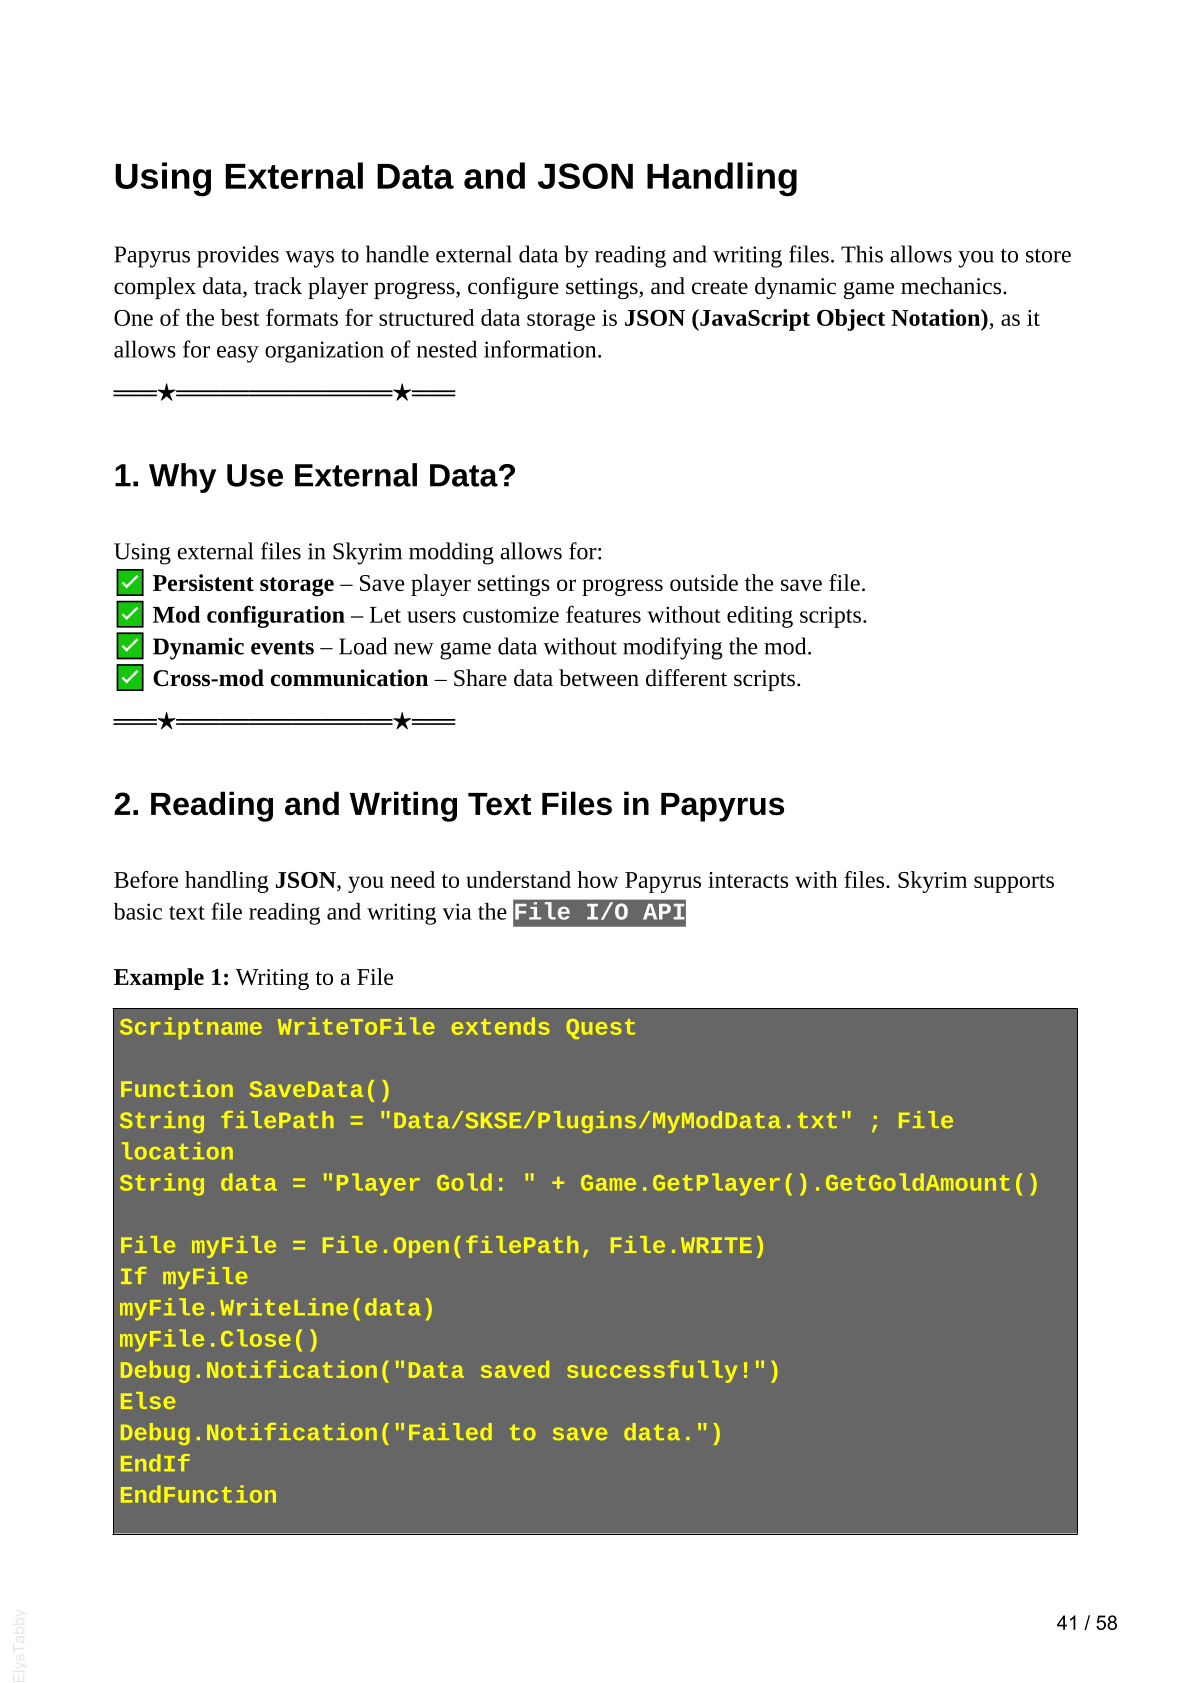 Using External Data and JSON Handling
Papyrus provides ways to handle external data by reading and writing files. This allows you to store
complex data, track player progress, configure settings, and create dynamic game mechanics.
One of the best formats for structured data storage is JSON (JavaScript Object Notation), as it
allows for easy organization of nested information.
═══★═══════════════★═══
1. Why Use External Data?
Using external files in Skyrim modding allows for:
✅ Persistent storage – Save player settings or progress outside the save file.
✅ Mod configuration – Let users customize features without editing scripts.
✅ Dynamic events – Load new game data without modifying the mod.
✅ Cross-mod communication – Share data between different scripts.
═══★═══════════════★═══
2. Reading and Writing Text Files in Papyrus
Before handling JSON, you need to understand how Papyrus interacts with files. Skyrim supports
basic text file reading and writing via the File I/O API
Example 1: Writing to a File
Scriptname WriteToFile extends Quest
Function SaveData()
String filePath = "Data/SKSE/Plugins/MyModData.txt" ; File
location
String data = "Player Gold: " + Game.GetPlayer().GetGoldAmount()
File myFile = File.Open(filePath, File.WRITE)
If myFile
myFile.WriteLine(data)
myFile.Close()
Debug.Notification("Data saved successfully!")
Else
Debug.Notification("Failed to save data.")
EndIf
EndFunction
41 / 58
ElysTabby